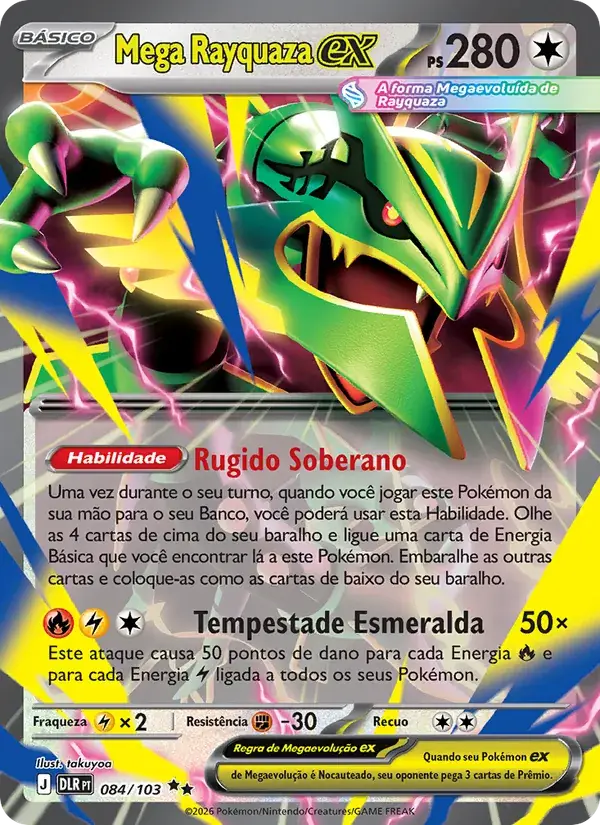 BÁSICO
Mega Rayquaza ex
PS 280
A forma Megaevoluída de
Rayquaza
Habilidade Rugido Soberano
Uma vez durante o seu turno, quando você jogar este Pokémon da
sua mão para o seu Banco, você poderá usar esta Habilidade. Olhe
as 4 cartas de cima do seu baralho e ligue uma carta de Energia
Básica que você encontrar lá a este Pokémon. Embaralhe as outras
cartas e coloque-as como as cartas de baixo do seu baralho.
Tempestade Esmeralda 50×
Este ataque causa 50 pontos de dano para cada Energia e
para cada Energia ligada a todos os seus Pokémon.
Fraqueza ×2 Resistência -30 Recuo
Regra de Megaevolução ex Quando seu Pokémon ex
de Megaevolução é Nocauteado, seu oponente pega 3 cartas de Prêmio.
Ilust. takuyoa
J DLR PT 084/103 ★★
©2026 Pokémon/Nintendo/Creatures/GAME FREAK